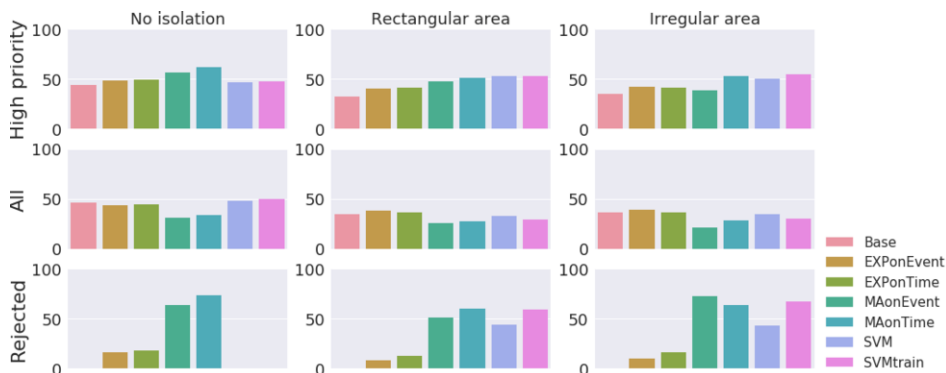 No isolation
Rectangular area
Irregular area
High priority
100
50
0
100
50
0
100
50
0
All
100
50
0
100
50
0
100
50
0
Rejected
100
50
0
100
50
0
100
50
0
Base
EXPonEvent
EXPonTime
MAonEvent
MAonTime
SVM
SVMtrain